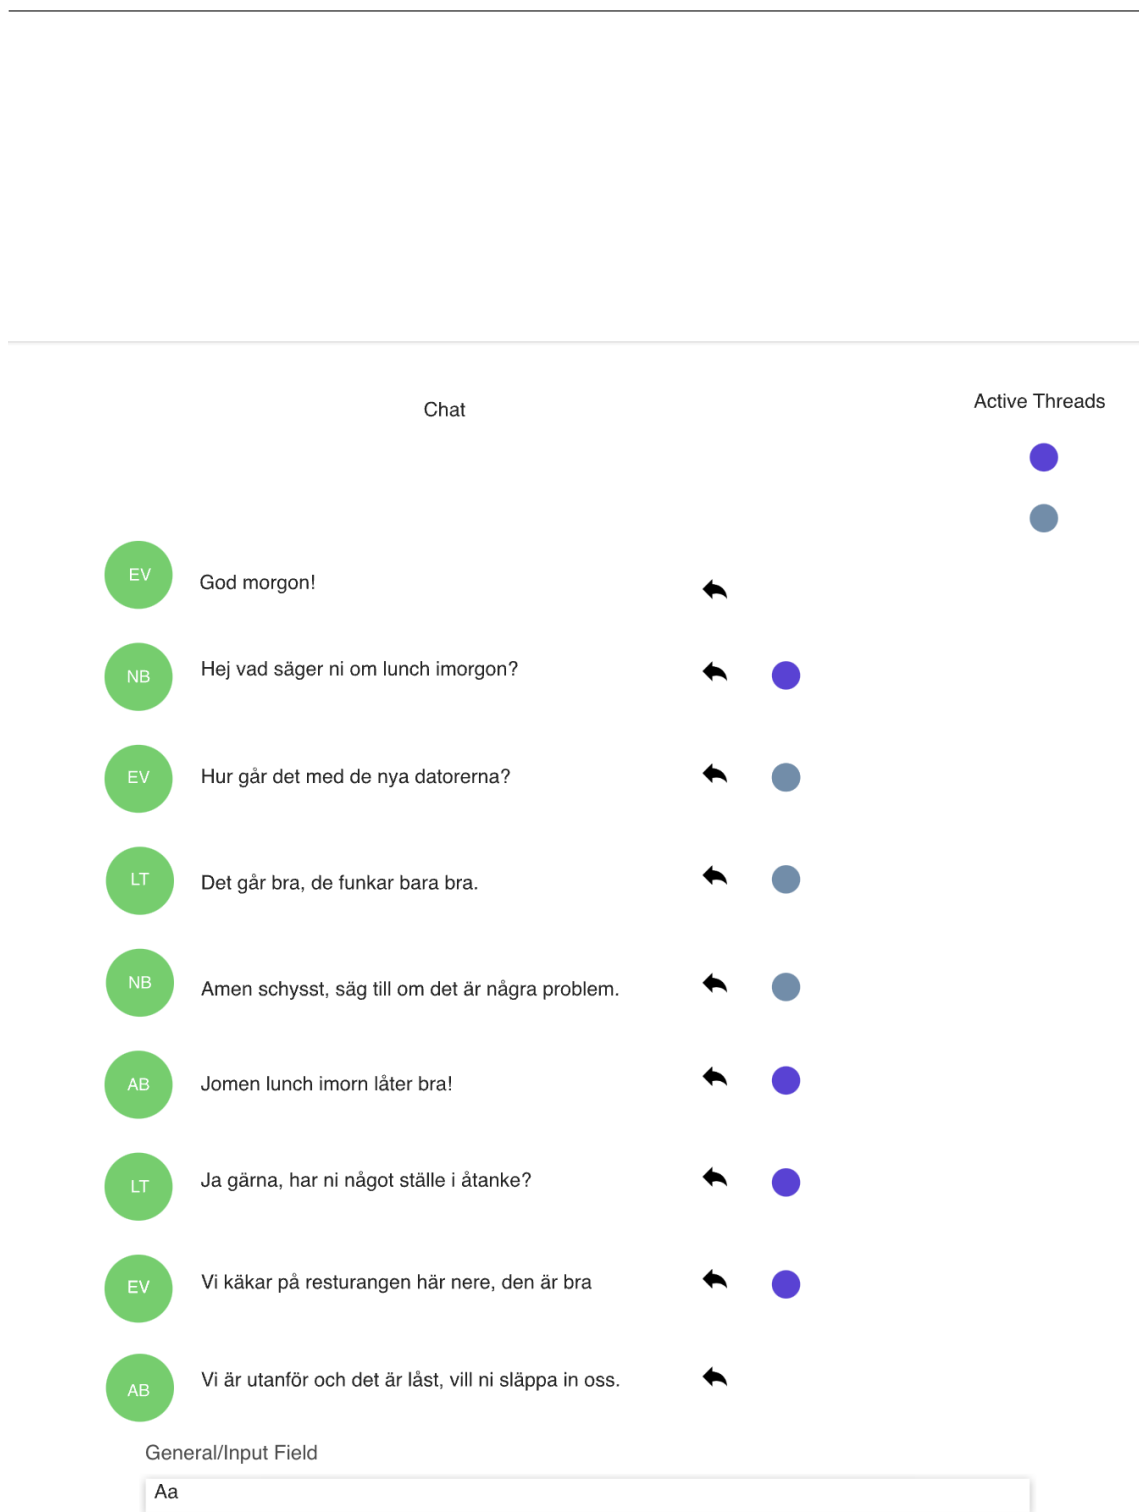 Chat
Active Threads
EV
God morgon!
NB
Hej vad säger ni om lunch imorgon?
EV
Hur går det med de nya datorerna?
LT
Det går bra, de funkar bara bra.
NB
Amen schysst, säg till om det är några problem.
AB
Jomen lunch imorn låter bra!
LT
Ja gärna, har ni något ställe i åtanke?
EV
Vi käkar på resturangen här nere, den är bra
AB
Vi är utanför och det är låst, vill ni släppa in oss.
General/Input Field
Aa